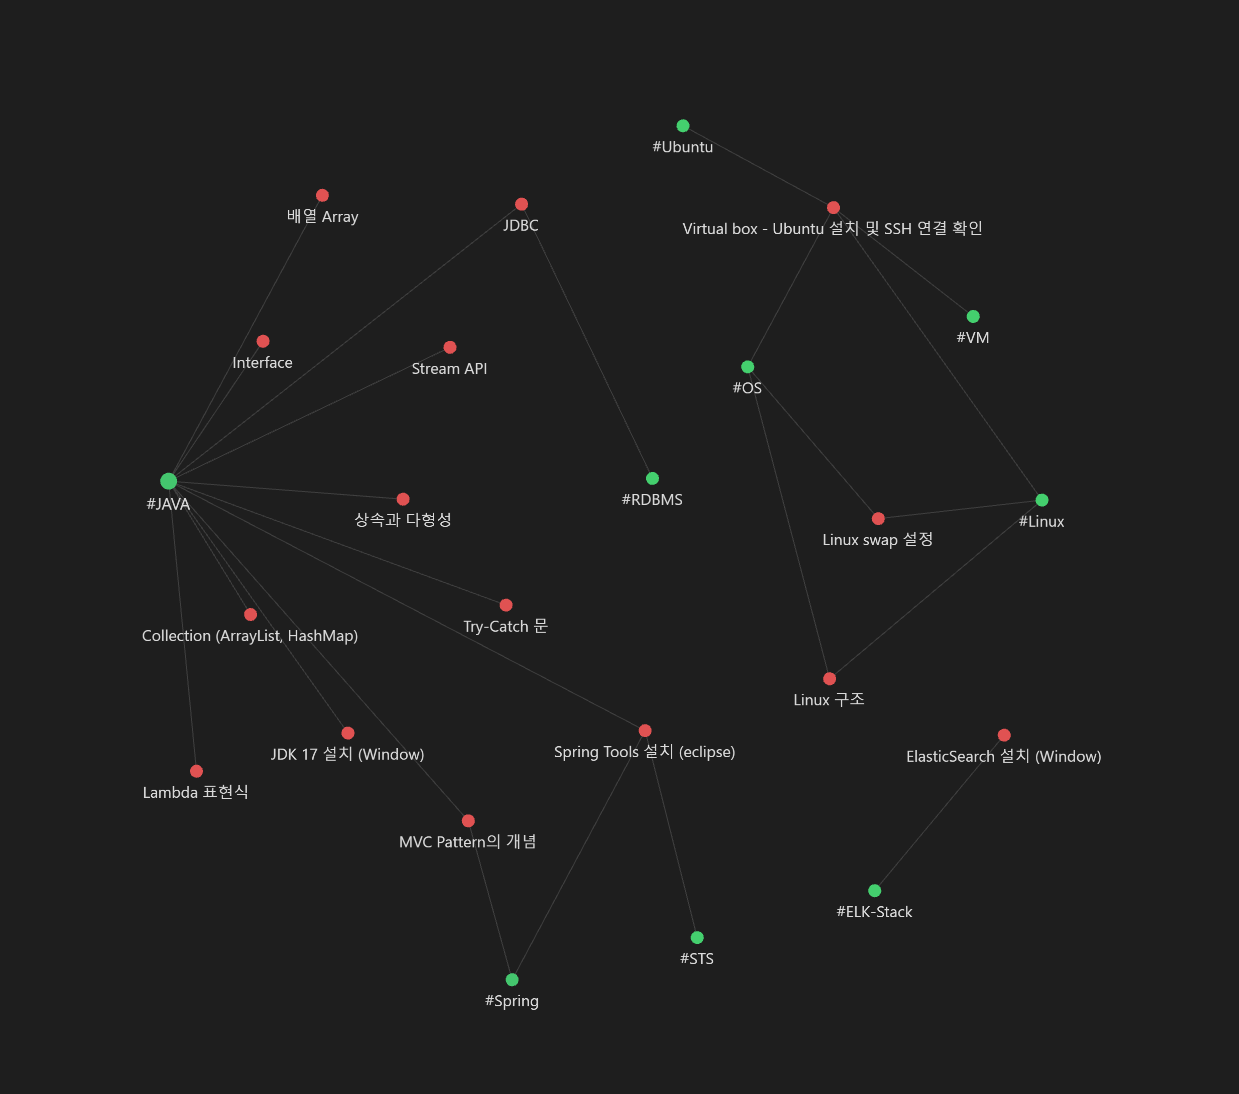 #Ubuntu
배열 Array
JDBC
Virtual box - Ubuntu 설치 및 SSH 연결 확인
#VM
Interface
Stream API
#OS
#JAVA
#RDBMS
상속과 다형성
#Linux
Linux swap 설정
Try-Catch 문
Collection (ArrayList, HashMap)
Linux 구조
JDK 17 설치 (Window)
Spring Tools 설치 (eclipse)
ElasticSearch 설치 (Window)
Lambda 표현식
MVC Pattern의 개념
#ELK-Stack
#STS
#Spring